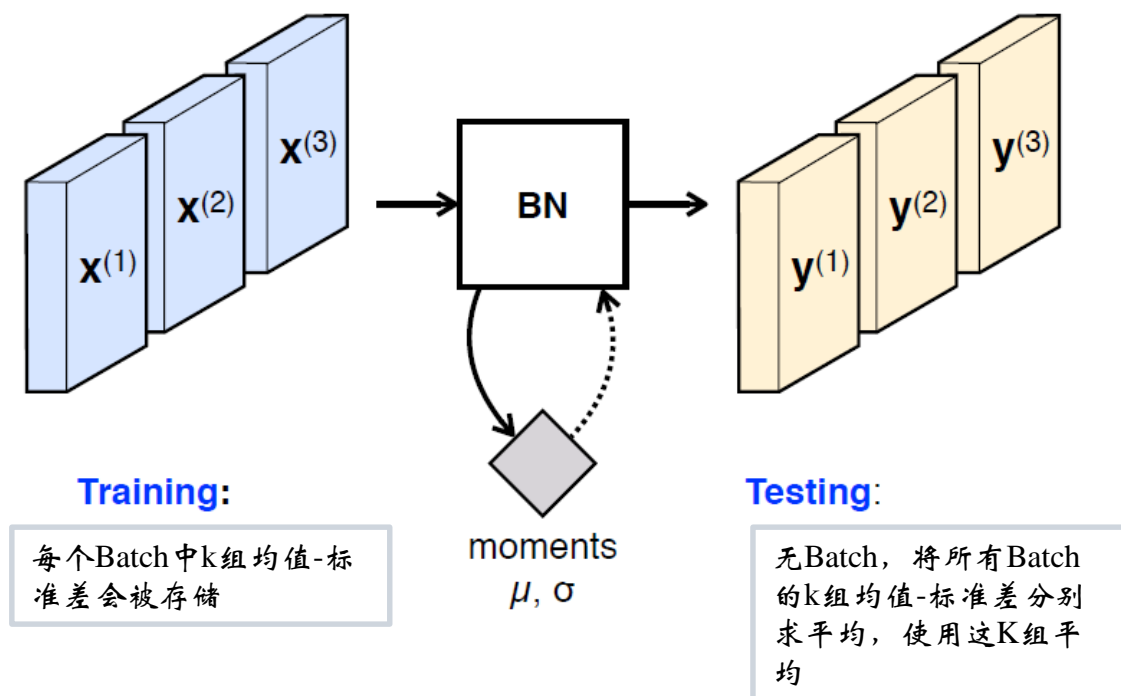 x(3)
x(2)
x(1)
BN
y(3)
y(2)
y(1)
Training:
每个Batch中k组均值-标
准差会被存储
moments
μ, σ
Testing:
无Batch，将所有Batch
的k组均值-标准差分别
求平均，使用这K组平
均